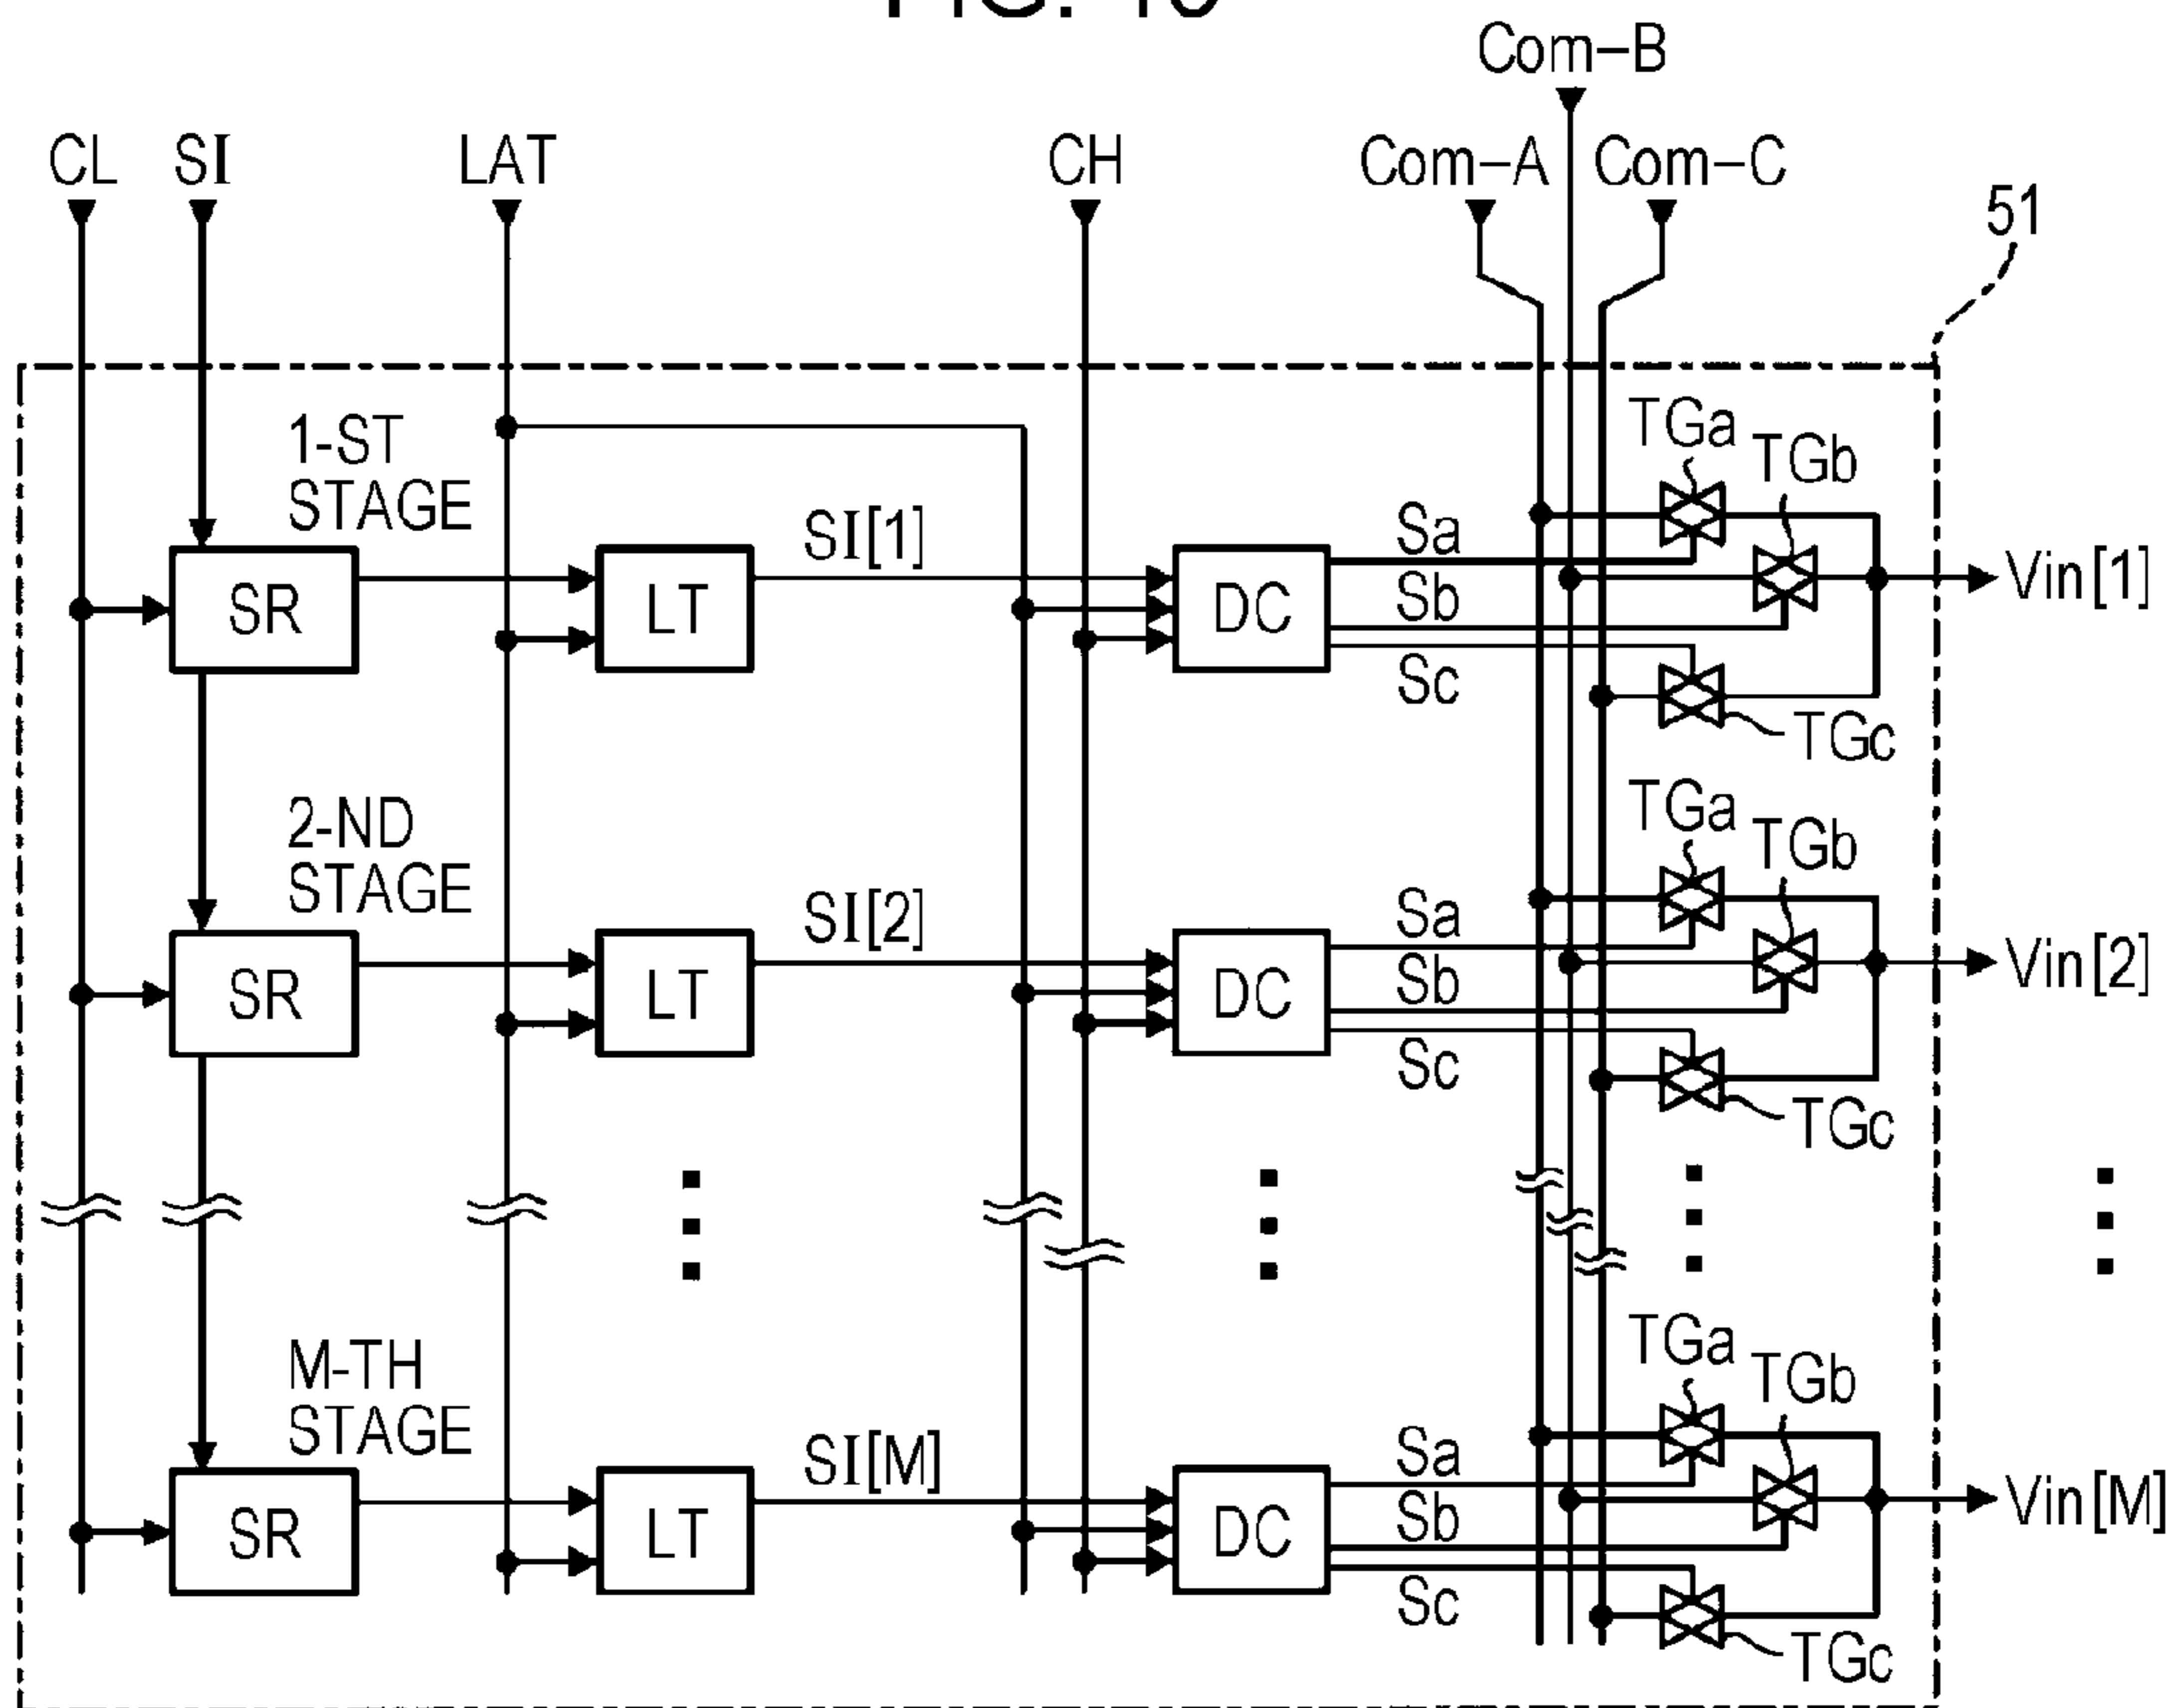 Com-B
CL SI LAT CH Com-A Com-C
51
1-ST
STAGE
TGa
TGb
SI[1]
Sa
SR LT DC Sb Vin[1]
Sc
TGc
2-ND
STAGE
TGa
TGb
SI[2]
Sa
SR LT DC Sb Vin[2]
Sc
TGc
M-TH
STAGE
TGa
TGb
SI[M]
Sa
SR LT DC Sb Vin[M]
Sc
TGc